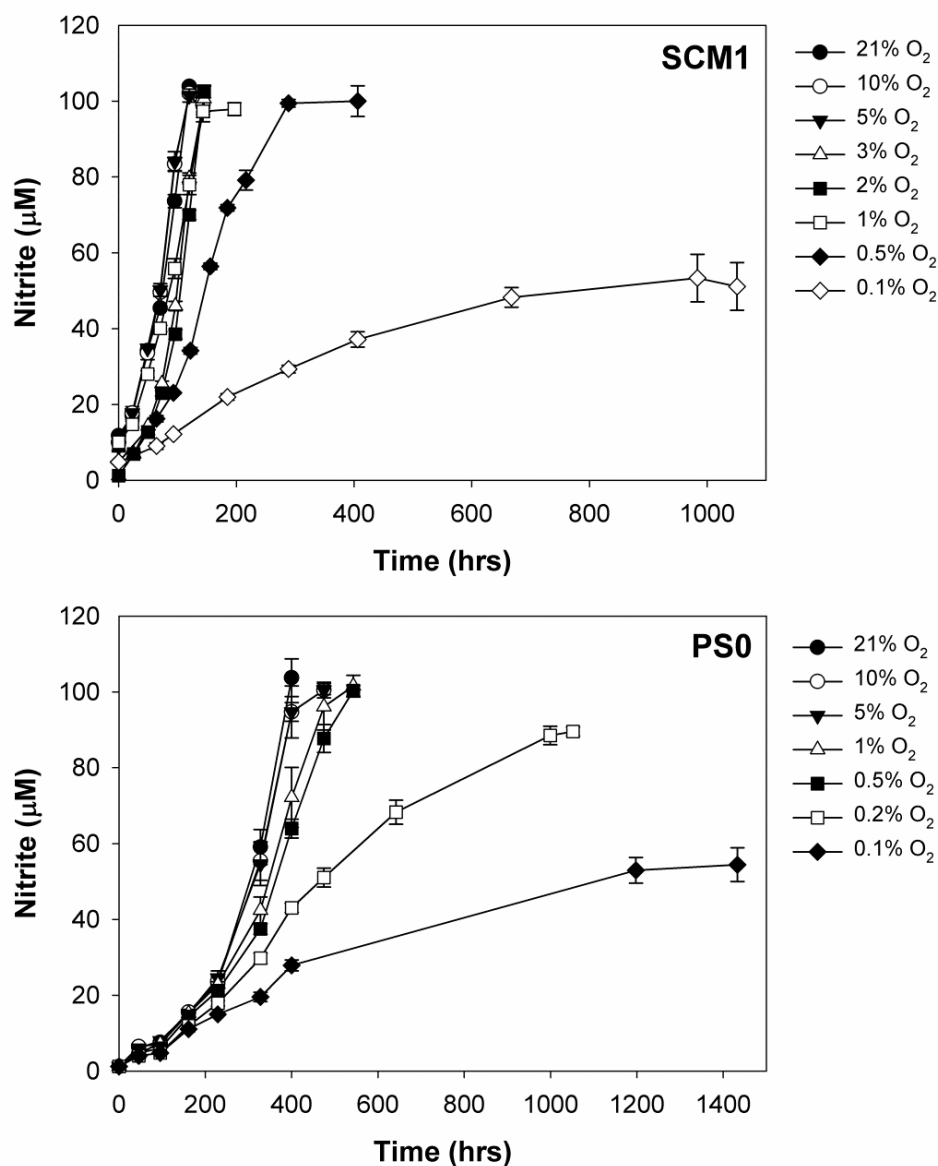 SCM1
Nitrite (μM)
120
100
80
60
40
20
0
0 200 400 600 800 1000
Time (hrs)
21% O2
10% O2
5% O2
3% O2
2% O2
1% O2
0.5% O2
0.1% O2
PS0
Nitrite (μM)
120
100
80
60
40
20
0
0 200 400 600 800 1000 1200 1400
Time (hrs)
21% O2
10% O2
5% O2
1% O2
0.5% O2
0.2% O2
0.1% O2